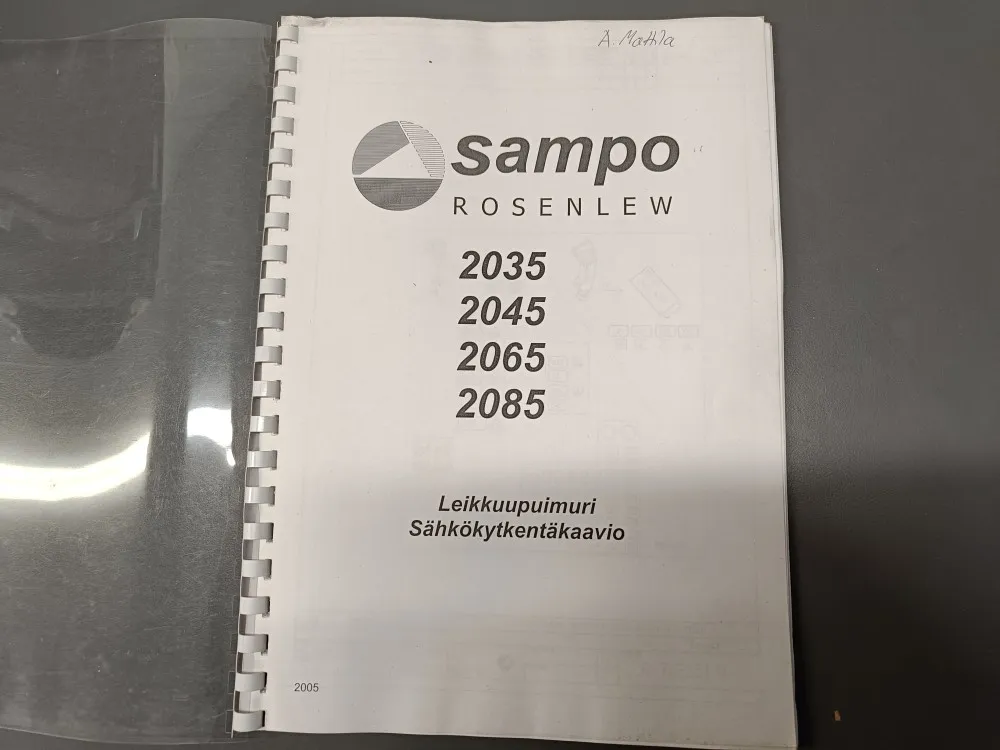 A. Mattila
sampo
ROSENLEW
2035
2045
2065
2085
Leikkuupuimuri
Sähkökytkentäkaavio
2005